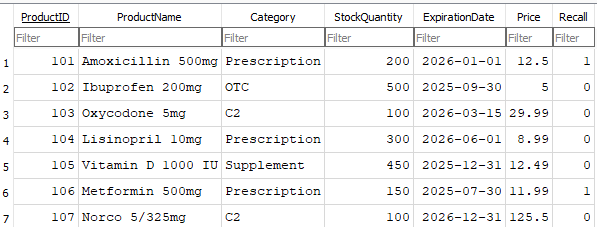 ProductID ProductName Category StockQuantity ExpirationDate Price Recall
Filter Filter Filter Filter Filter Filter Filter
1 101 Amoxicillin 500mg Prescription 200 2026-01-01 12.5 1
2 102 Ibuprofen 200mg OTC 500 2025-09-30 5 0
3 103 Oxycodone 5mg C2 100 2026-03-15 29.99 0
4 104 Lisinopril 10mg Prescription 300 2026-06-01 8.99 0
5 105 Vitamin D 1000 IU Supplement 450 2025-12-31 12.49 0
6 106 Metformin 500mg Prescription 150 2025-07-30 11.99 1
7 107 Norco 5/325mg C2 100 2026-12-31 125.5 0